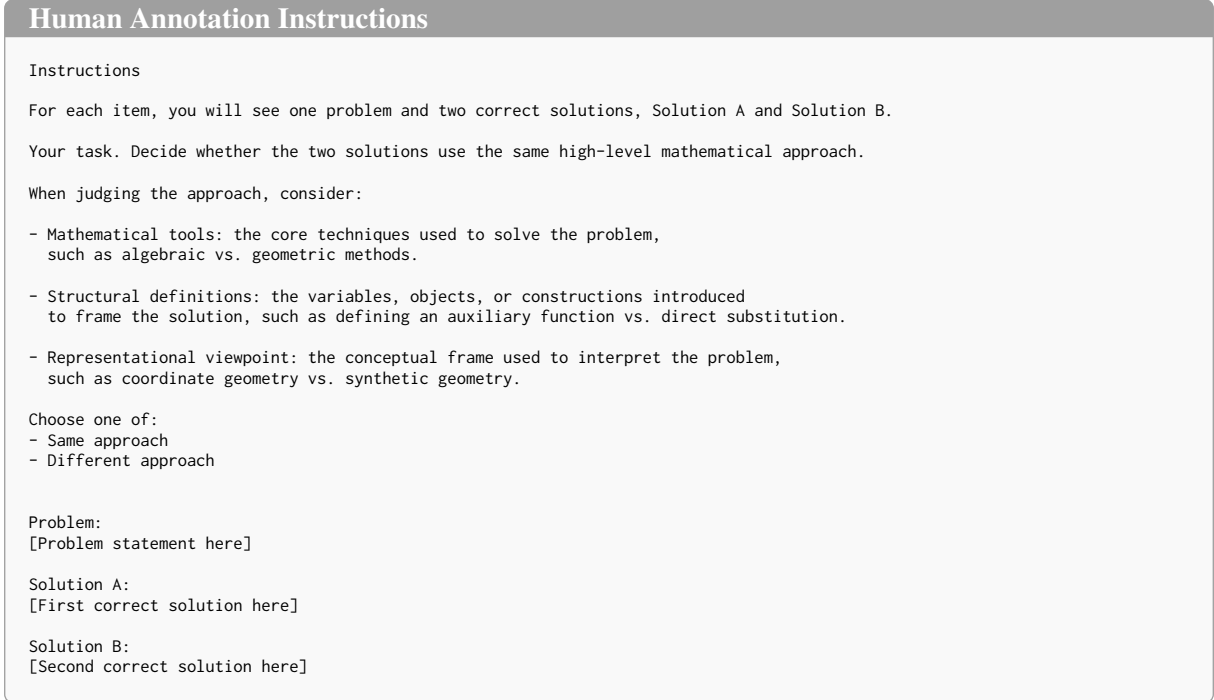 Human Annotation Instructions
Instructions
For each item, you will see one problem and two correct solutions, Solution A and Solution B.
Your task. Decide whether the two solutions use the same high-level mathematical approach.
When judging the approach, consider:
- Mathematical tools: the core techniques used to solve the problem,
such as algebraic vs. geometric methods.
- Structural definitions: the variables, objects, or constructions introduced
to frame the solution, such as defining an auxiliary function vs. direct substitution.
- Representational viewpoint: the conceptual frame used to interpret the problem,
such as coordinate geometry vs. synthetic geometry.
Choose one of:
- Same approach
- Different approach
Problem:
[Problem statement here]
Solution A:
[First correct solution here]
Solution B:
[Second correct solution here]